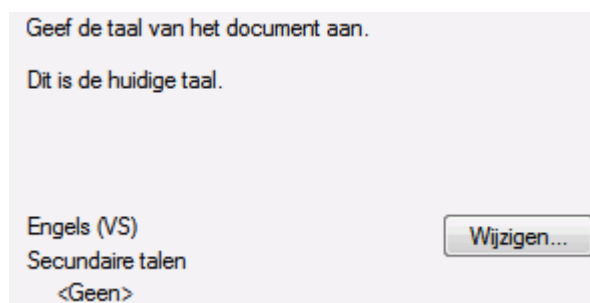 Geef de taal van het document aan.
Dit is de huidige taal.
Engels (VS)
Wijzigen...
Secundaire talen
<Geen>